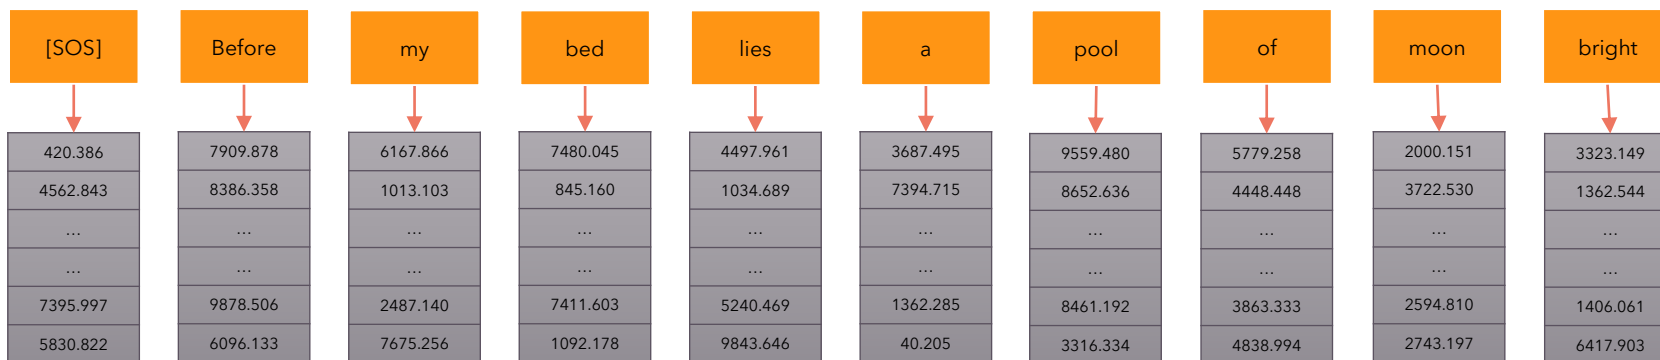 [SOS] Before my bed lies a pool of moon bright
420.386 7909.878 6167.866 7480.045 4497.961 3687.495 9559.480 5779.258 2000.151 3323.149
4562.843 8386.358 1013.103 845.160 1034.689 7394.715 8652.636 4448.448 3722.530 1362.544
... ... ... ... ... ... ... ... ... ...
... ... ... ... ... ... ... ... ... ...
7395.997 9878.506 2487.140 7411.603 5240.469 1362.285 8461.192 3863.333 2594.810 1406.061
5830.822 6096.133 7675.256 1092.178 9843.646 40.205 3316.334 4838.994 2743.197 6417.903